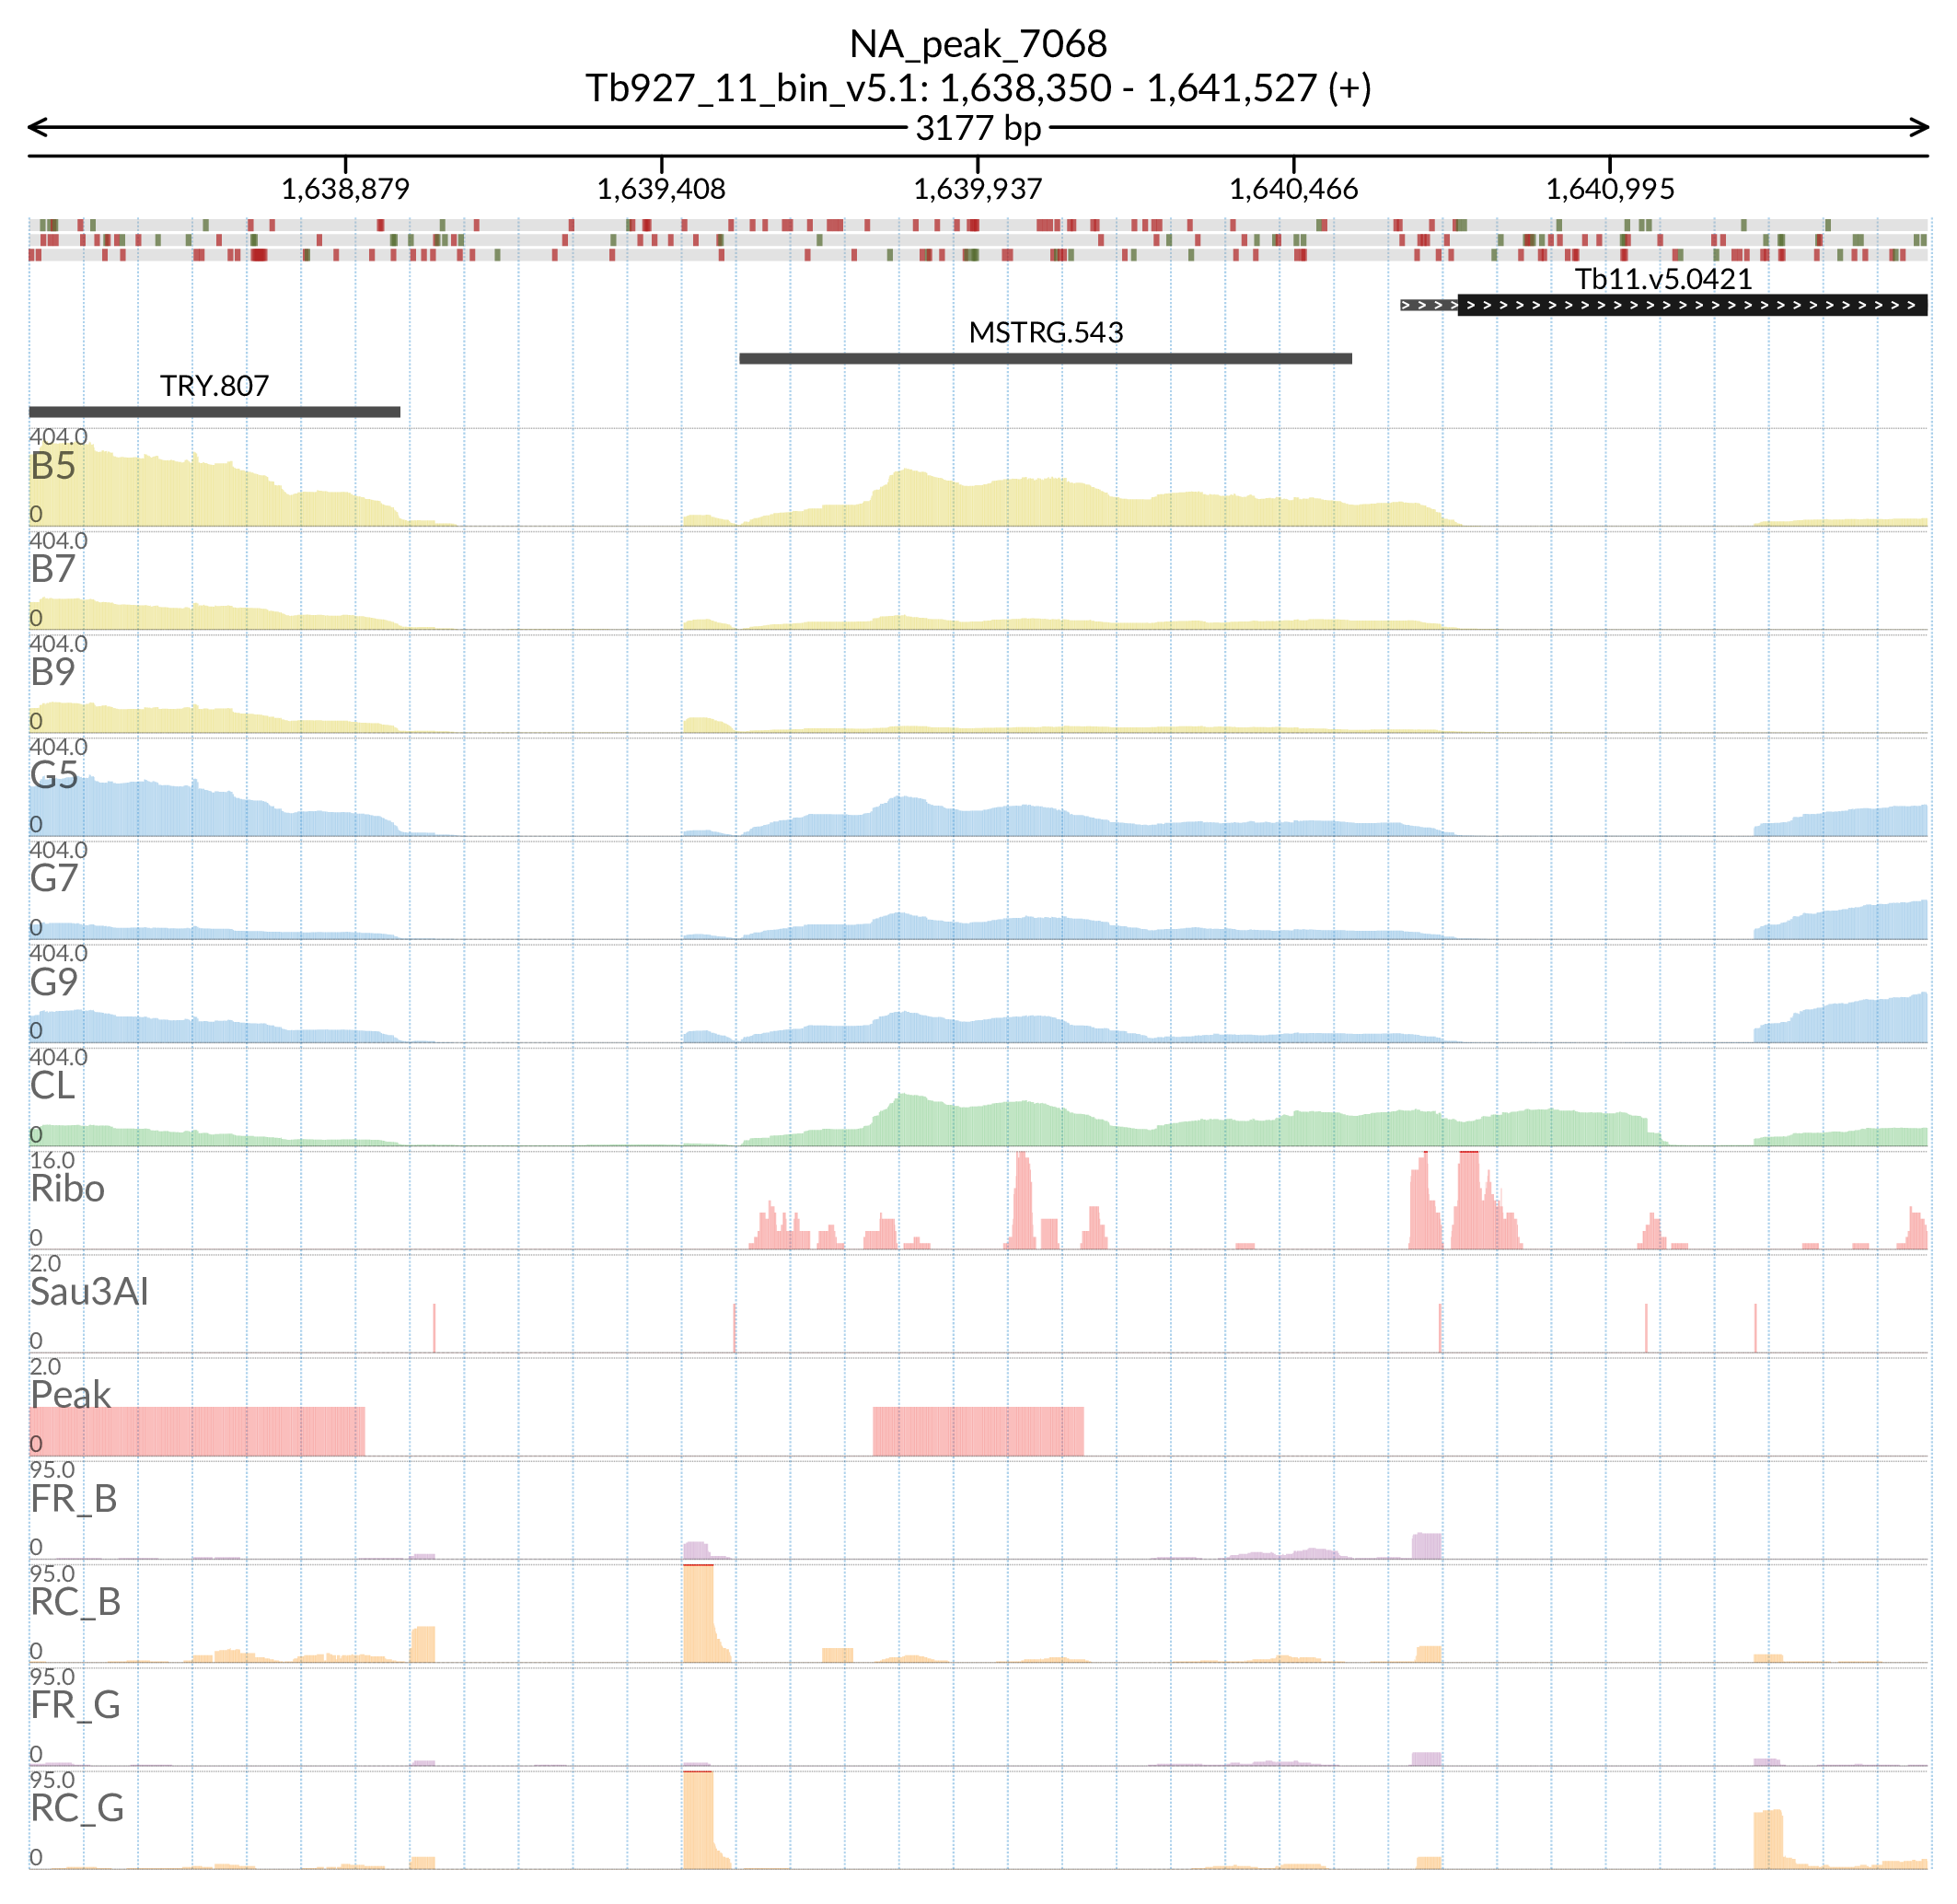 NA_peak_7068
Tb927_11_bin_v5.1: 1,638,350 - 1,641,527 (+)
3177 bp
1,638,879 1,639,408 1,639,937 1,640,466 1,640,995
Tb11.v5.0421
MSTRG.543
TRY.807
404.0
B5
0
404.0
B7
0
404.0
B9
0
404.0
G5
0
404.0
G7
0
404.0
G9
0
404.0
CL
0
16.0
Ribo
0
2.0
Sau3AI
0
2.0
Peak
0
95.0
FR_B
0
95.0
RC_B
0
95.0
FR_G
0
95.0
RC_G
0